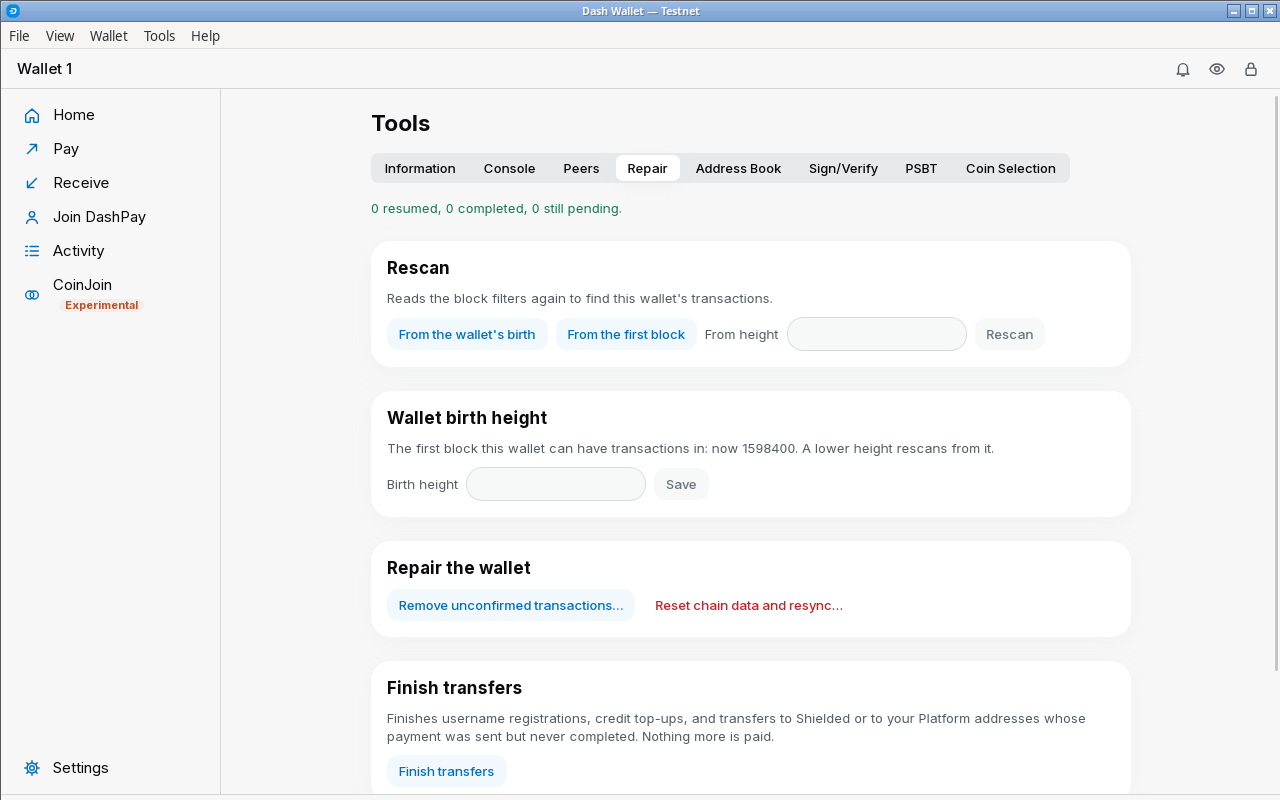 Dash Wallet — Testnet
File View Wallet Tools Help
Wallet 1
Home
Pay
Receive
Join DashPay
Activity
CoinJoin
Experimental
Settings
Tools
Information Console Peers Repair Address Book Sign/Verify PSBT Coin Selection
0 resumed, 0 completed, 0 still pending.
Rescan
Reads the block filters again to find this wallet's transactions.
From the wallet's birth From the first block From height Rescan
Wallet birth height
The first block this wallet can have transactions in: now 1598400. A lower height rescans from it.
Birth height Save
Repair the wallet
Remove unconfirmed transactions... Reset chain data and resync...
Finish transfers
Finishes username registrations, credit top-ups, and transfers to Shielded or to your Platform addresses whose
payment was sent but never completed. Nothing more is paid.
Finish transfers